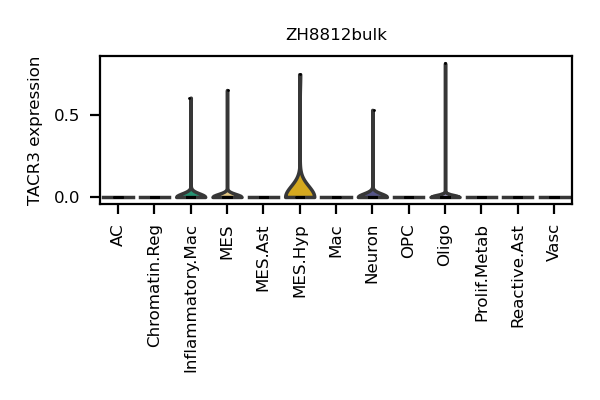 ZH8812bulk
TACR3 expression
0.5
0.0
AC
Chromatin.Reg
Inflammatory.Mac
MES
MES.Ast
MES.Hyp
Mac
Neuron
OPC
Oligo
Prolif.Metab
Reactive.Ast
Vasc